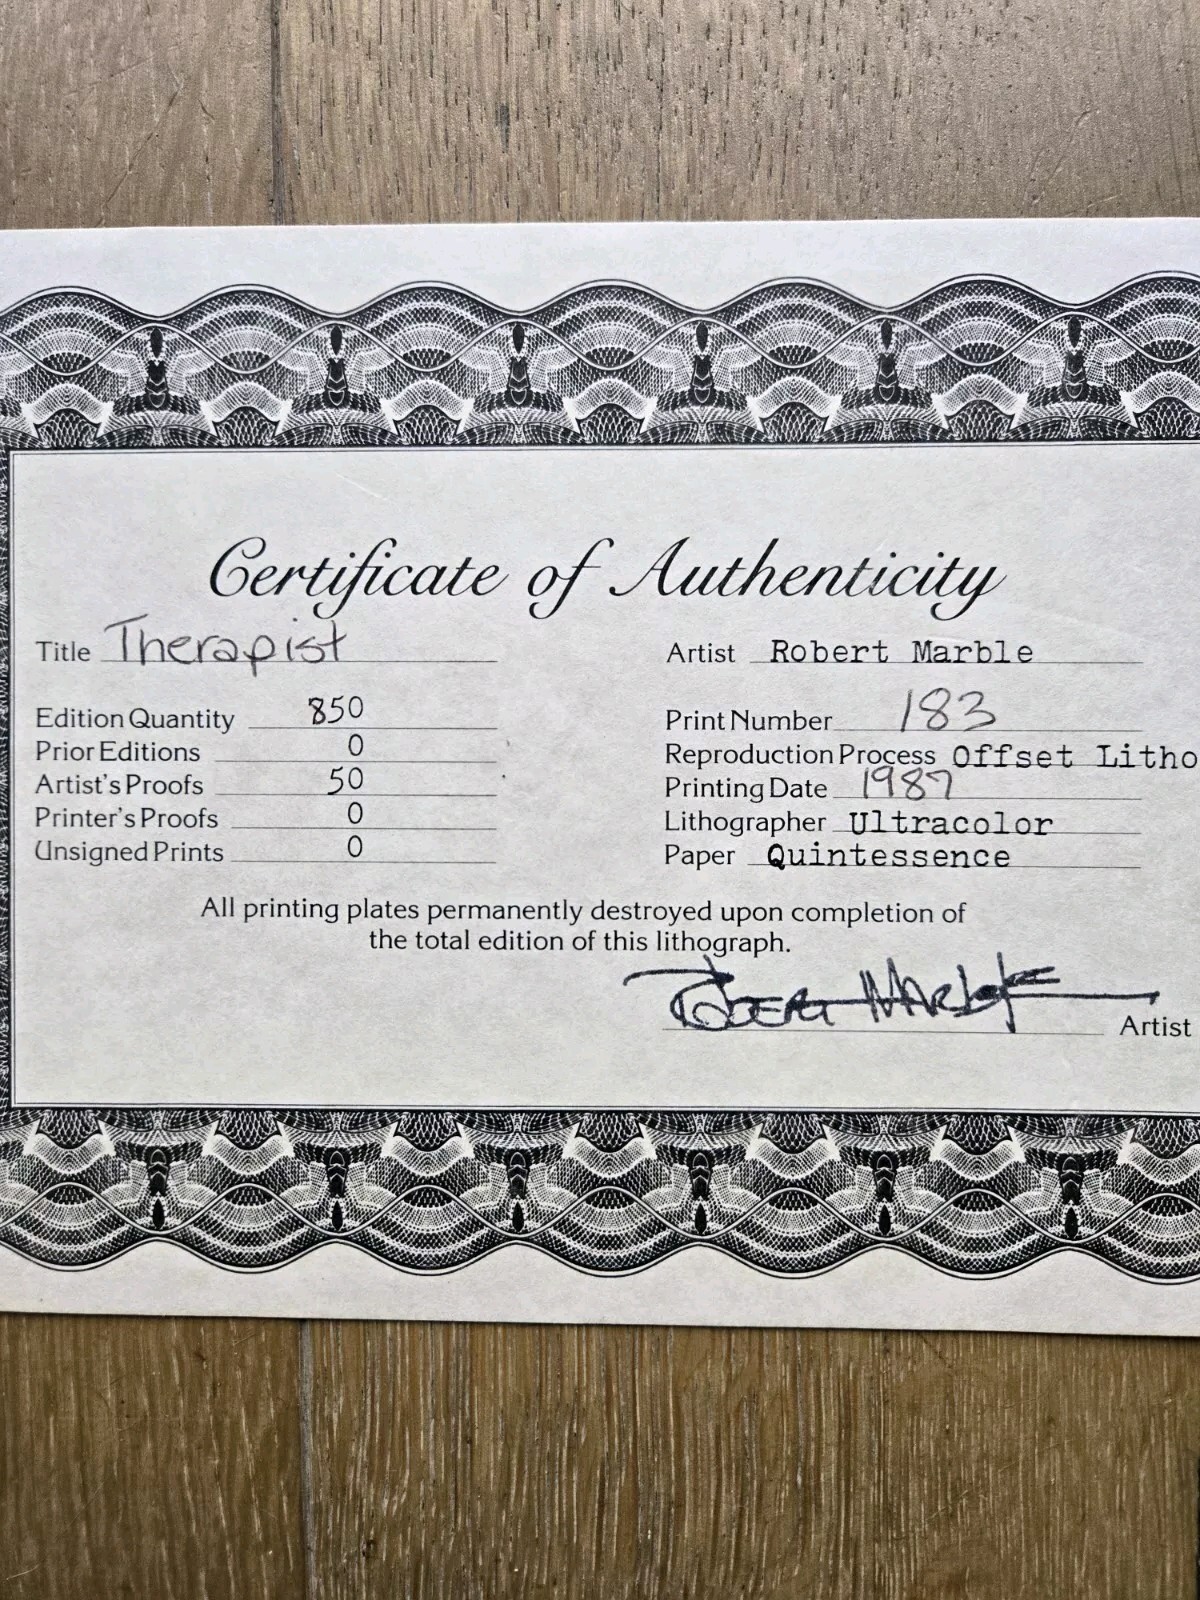 Certificate of Authenticity
Title Therapist
Artist Robert Marble
Edition Quantity 850
Print Number 183
Prior Editions 0
Reproduction Process Offset Litho
Artist's Proofs 50
Printing Date 1987
Printer's Proofs 0
Lithographer Ultracolor
Unsigned Prints 0
Paper Quintessence
All printing plates permanently destroyed upon completion of
the total edition of this lithograph.
Robert Marble
Artist